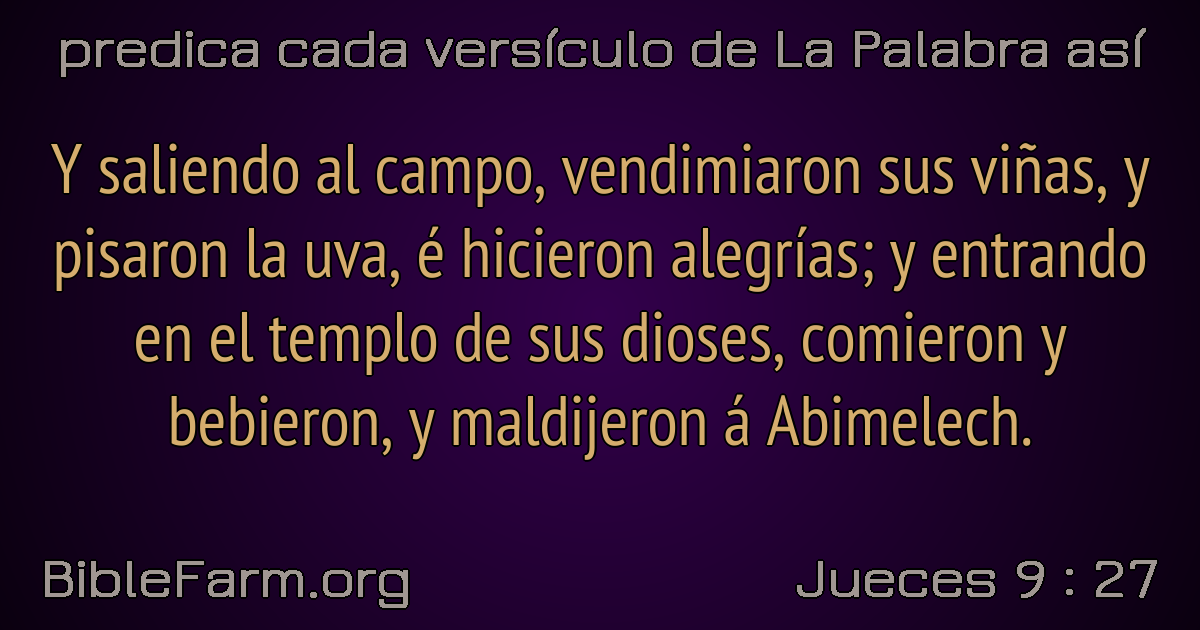 predica cada versículo de La Palabra así
Y saliendo al campo, vendimiaron sus viñas, y
pisaron la uva, é hicieron alegrías; y entrando
en el templo de sus dioses, comieron y
bebieron, y maldijeron á Abimelech.
BibleFarm.org
Jueces 9 : 27